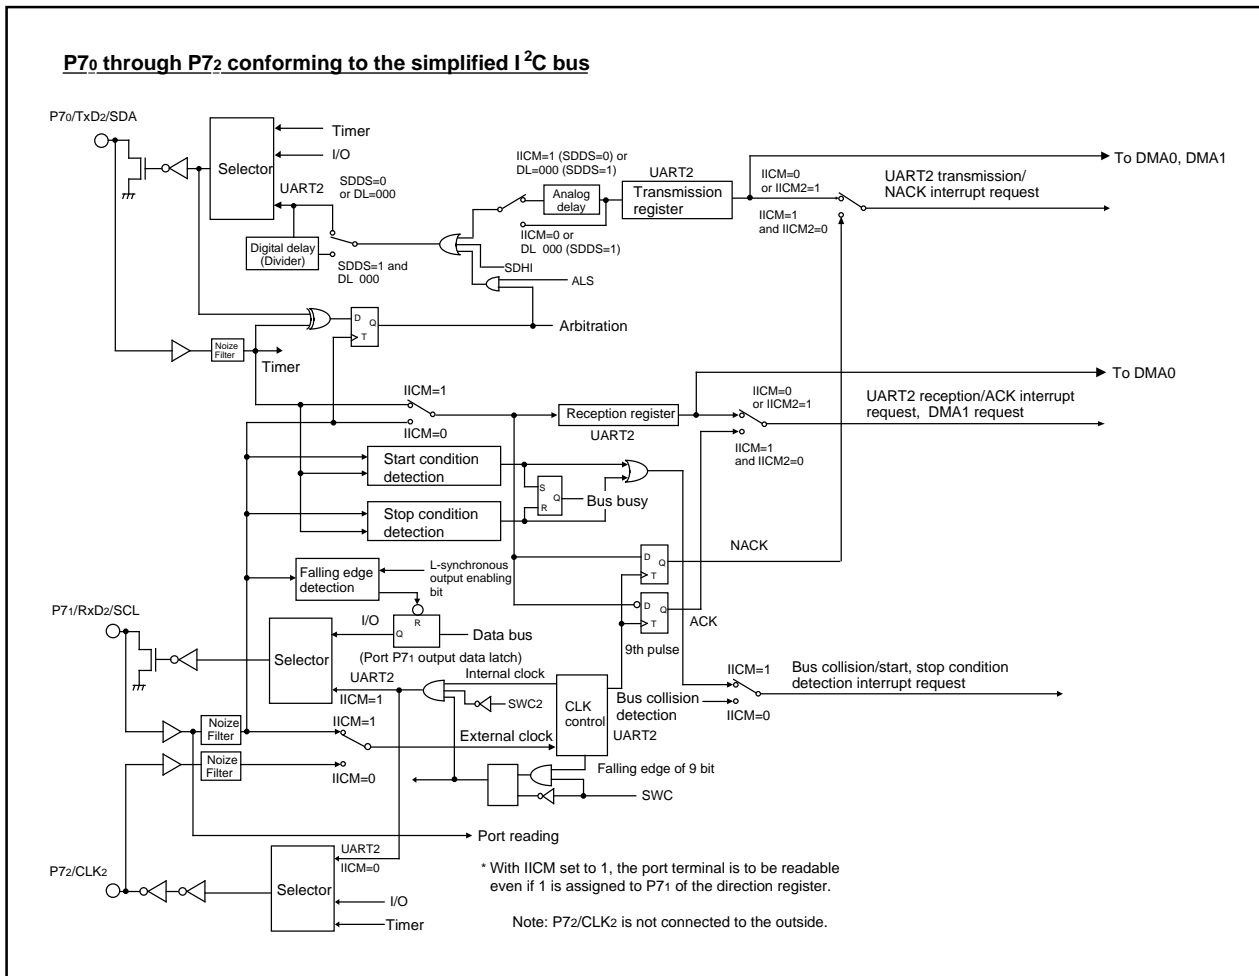 P70 through P72 conforming to the simplified I 2C bus
P70/TxD2/SDA
Selector
Timer
I/O
UART2
SDDS=0
or DL=000
Digital delay
(Divider)
SDDS=1 and
DL 000
IICM=1 (SDDS=0) or
DL=000 (SDDS=1)
Analog
delay
IICM=0 or
DL 000 (SDDS=1)
SDHI
ALS
UART2
Transmission
register
IICM=0
or IICM2=1
IICM=1
and IICM2=0
To DMA0, DMA1
UART2 transmission/
NACK interrupt request
Noize
Filter
Timer
D
Q
T
Arbitration
IICM=1
IICM=0
Reception register
UART2
IICM=0
or IICM2=1
IICM=1
and IICM2=0
To DMA0
UART2 reception/ACK interrupt
request, DMA1 request
Start condition
detection
Stop condition
detection
S
Q
R
Bus busy
Falling edge
detection
L-synchronous
output enabling
bit
D
Q
T
NACK
D
Q
T
ACK
9th pulse
P71/RxD2/SCL
Selector
I/O
Q
R
Data bus
(Port P71 output data latch)
UART2
IICM=1
Internal clock
SWC2
CLK
control
UART2
Bus collision
detection
IICM=1
IICM=0
Bus collision/start, stop condition
detection interrupt request
Noize
Filter
Noize
Filter
IICM=1
IICM=0
External clock
Falling edge of 9 bit
SWC
Port reading
P72/CLK2
Selector
UART2
IICM=0
I/O
Timer
* With IICM set to 1, the port terminal is to be readable
even if 1 is assigned to P71 of the direction register.
Note: P72/CLK2 is not connected to the outside.